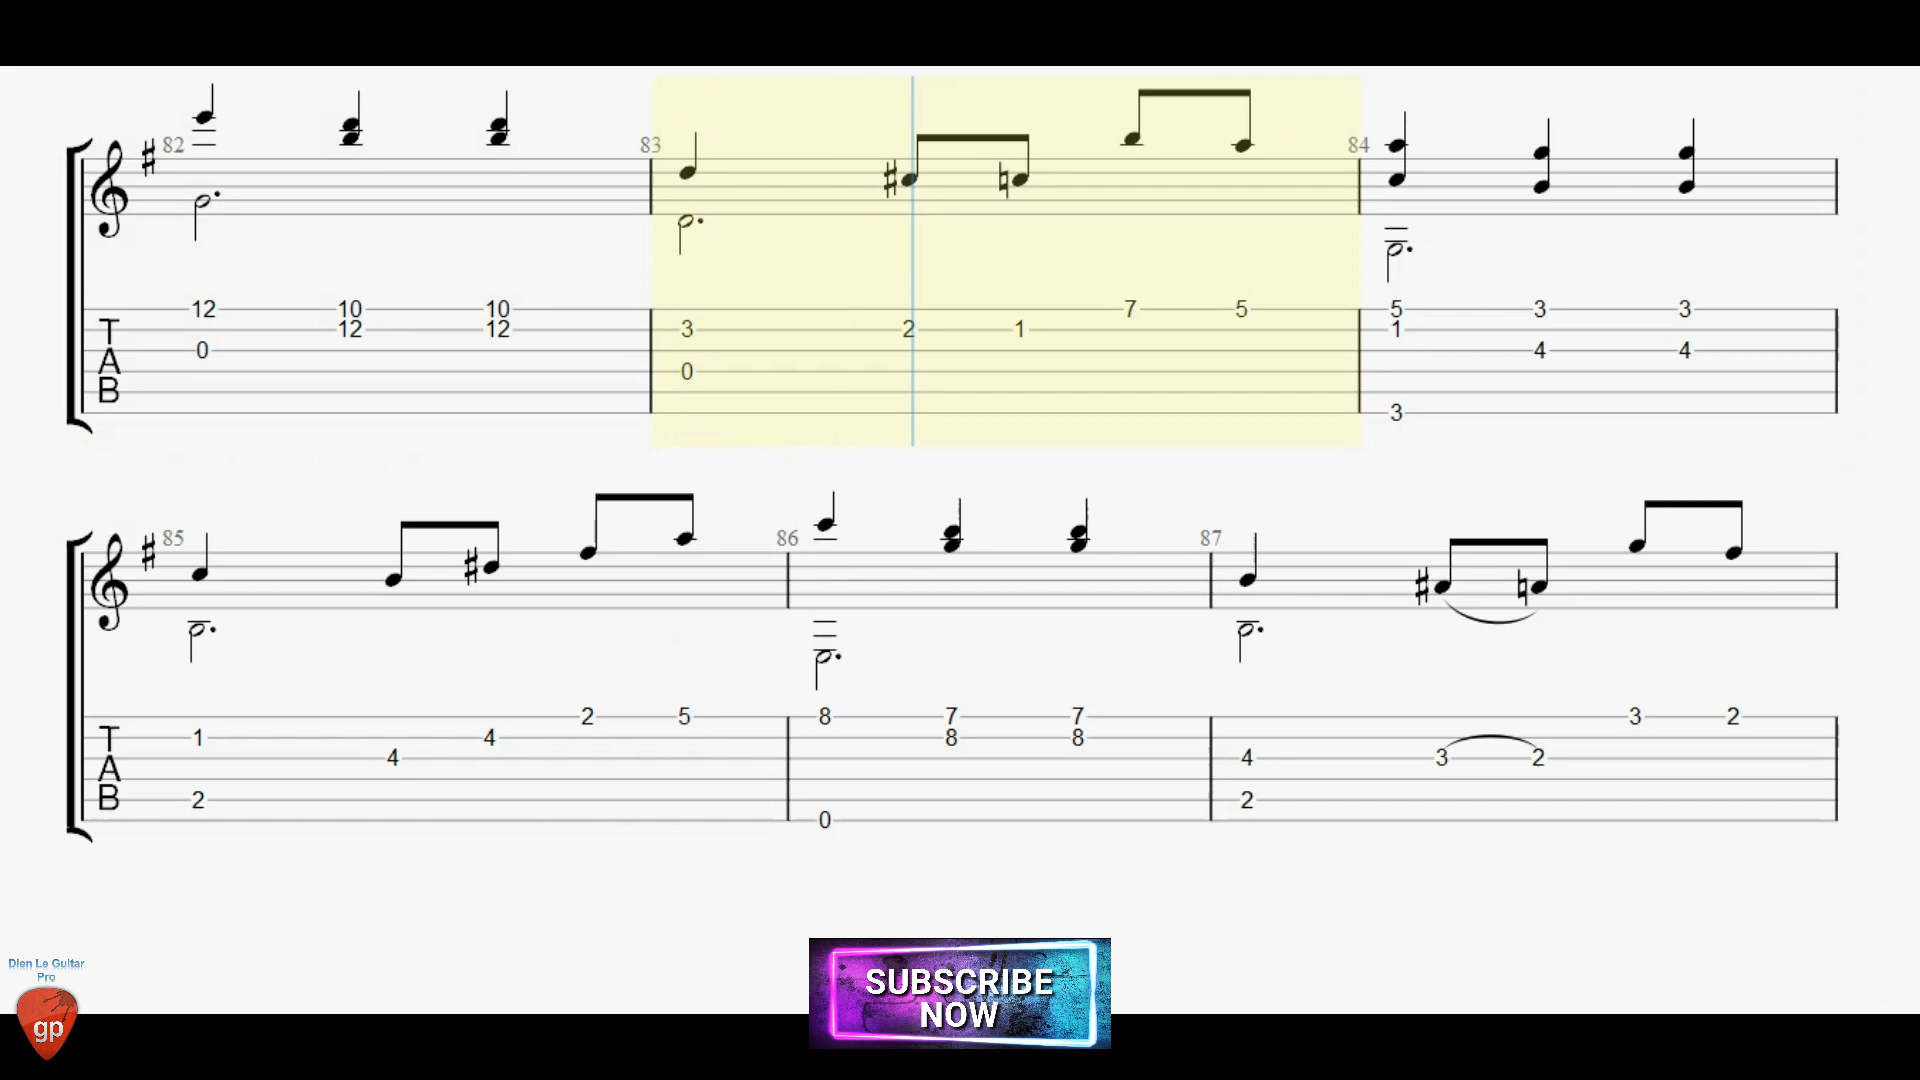 82 83 84
12 10 10 3 2 1 7 5 5 3 3
T 12 12 1
A 0 0 4 4
B 3
85 86 87
2 5 8 7 7 3 2
T 1 4 8 8
A 4 4 3 2
B 2 0 2
Dien Le Guitar
Pro
gp
SUBSCRIBE
NOW